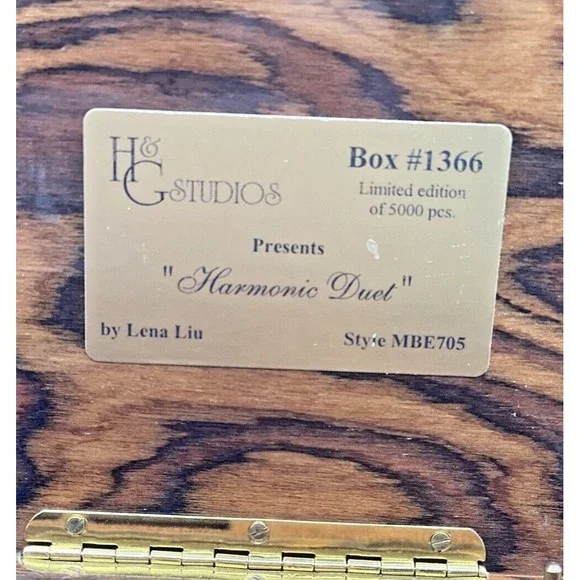 H&G STUDIOS
Box #1366
Limited edition
of 5000 pcs.
Presents
"Harmonic Duet"
by Lena Liu
Style MBE705